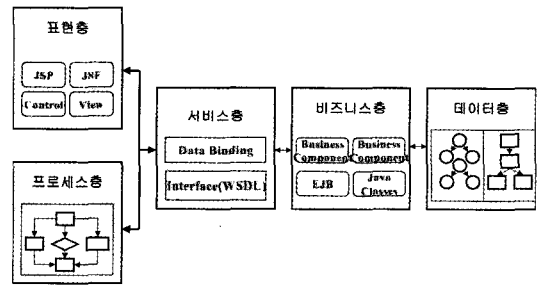 표현층
JSP JSF
Control View
프로세스층
서비스층
Data Binding
Interface(WSDL)
비즈니스층
Business Component
Business Component
EJB
Java Classes
데이터층